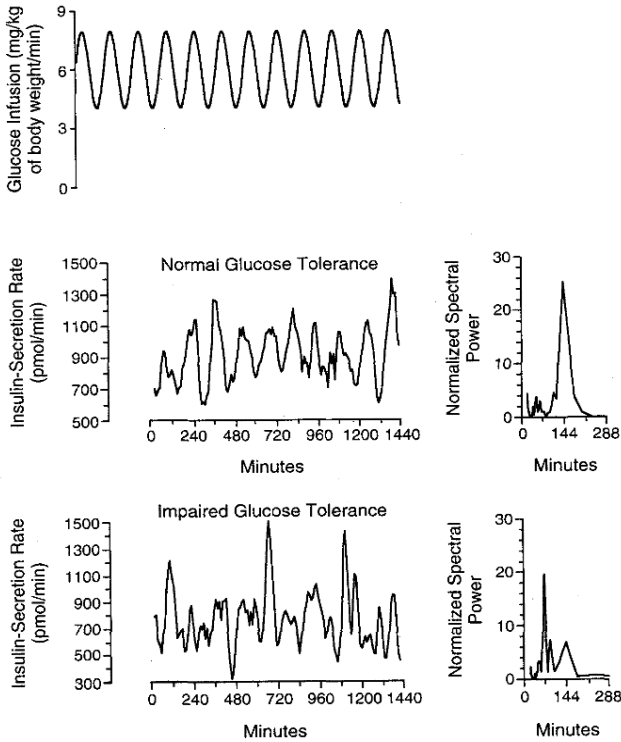 Glucose Infusion (mg/kg
of body weight/min)
9
6
3
0
Normal Glucose Tolerance
Insulin-Secretion Rate
(pmol/min)
1500
1300
1100
900
700
500
0 240 480 720 960 1200 1440
Minutes
Normalized Spectral
Power
30
20
10
0
0 144 288
Minutes
Impaired Glucose Tolerance
Insulin-Secretion Rate
(pmol/min)
1500
1300
1100
900
700
500
300
0 240 480 720 960 1200 1440
Minutes
Normalized Spectral
Power
30
20
10
0
0 144 288
Minutes